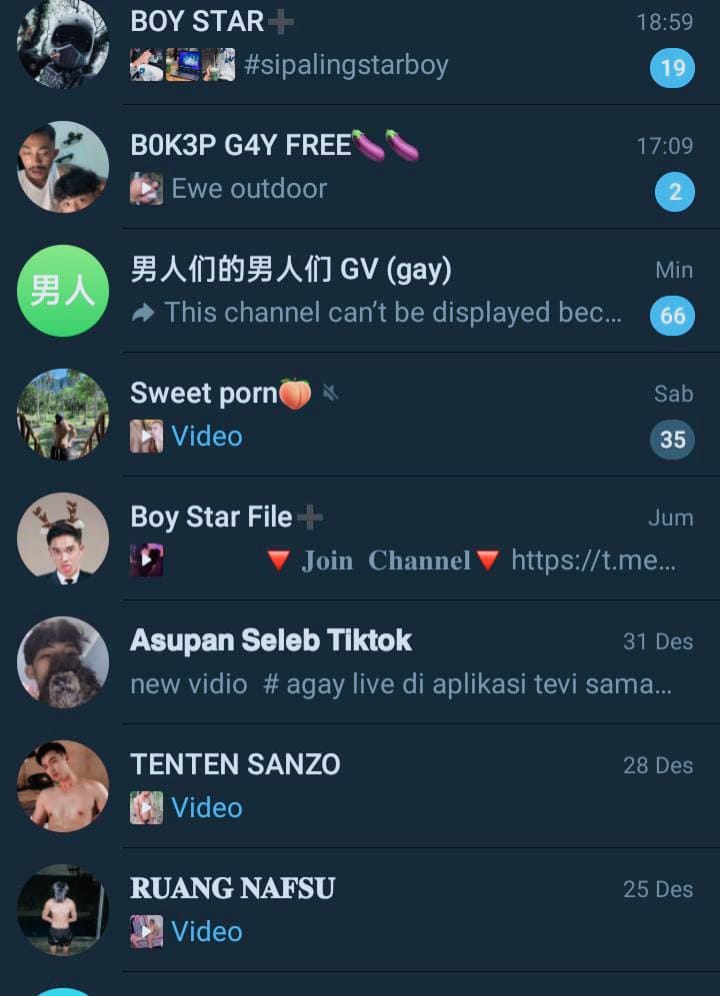 BOY STAR➕ 18:59
#sipalingstarboy 19
B0K3P G4Y FREE🍆🍆 17:09
Ewe outdoor 2
男人 男人们的男人们 GV (gay) Min
This channel can't be displayed bec... 66
Sweet porn🍑 Sab
Video 35
Boy Star File➕ Jum
🔻 Join Channel🔻 https://t.me...
Asupan Seleb Tiktok 31 Des
new vidio # agay live di aplikasi tevi sama...
TENTEN SANZO 28 Des
Video
RUANG NAFSU 25 Des
Video